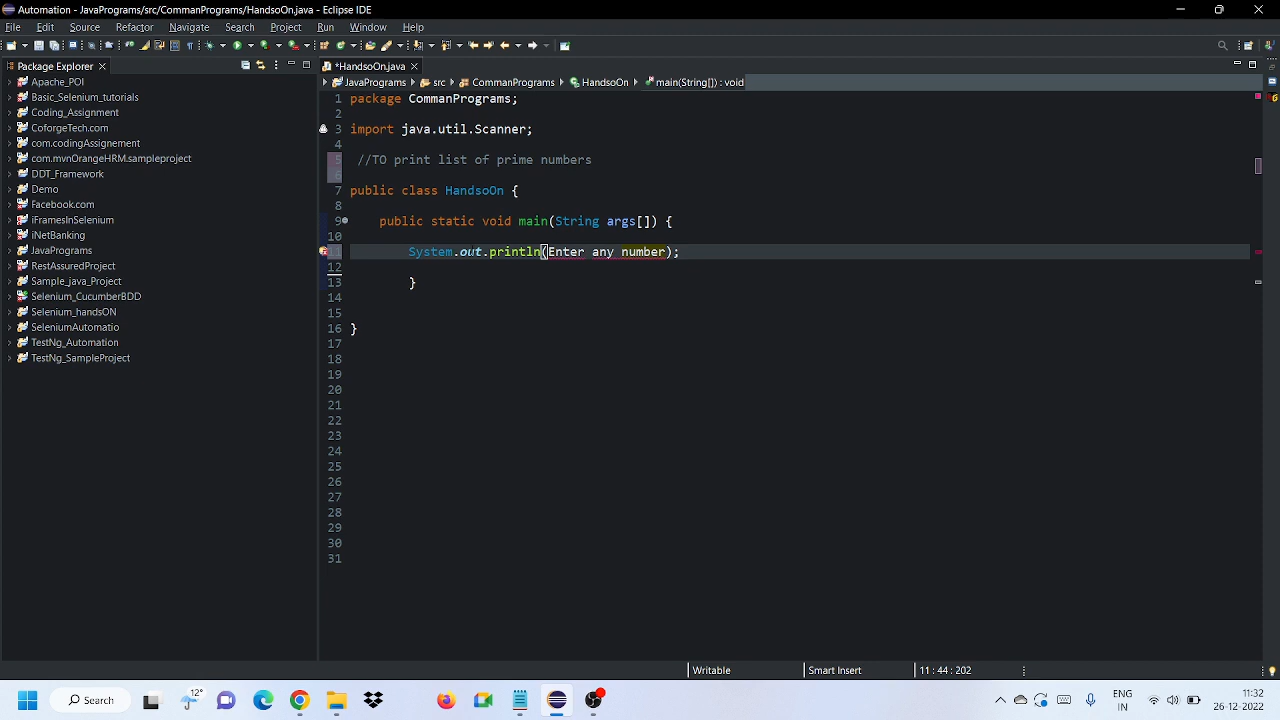 Automation - JavaPrograms/src/CommanPrograms/HandsoOn.java - Eclipse IDE
File Edit Source Refactor Navigate Search Project Run Window Help
Package Explorer
Apache_POI
Basic_Selenium_tutorials
Coding_Assignment
CoforgeTech.com
com.codingAssignement
com.mvnOrangeHRM.sampleproject
DDT_Framework
Demo
Facebook.com
iFramesInSelenium
iNetBanking
JavaPrograms
RestAssuredProject
Sample_java_Project
Selenium_CucumberBDD
Selenium_handsON
SeleniumAutomatio
TestNg_Automation
TestNg_SampleProject
*HandsoOn.java
JavaPrograms src CommanPrograms HandsoOn main(String[]) : void
1 package CommanPrograms;
2
3 import java.util.Scanner;
4
5 //TO print list of prime numbers
6
7 public class HandsoOn {
8
9 public static void main(String args[]) {
10
11 System.out.println(Enter any number);
12
13 }
14
15
16 }
17
18
19
20
21
22
23
24
25
26
27
28
29
30
31
Writable Smart Insert 11 : 44 : 202
Search
12°
ENG
IN
11:32
26-12-2022